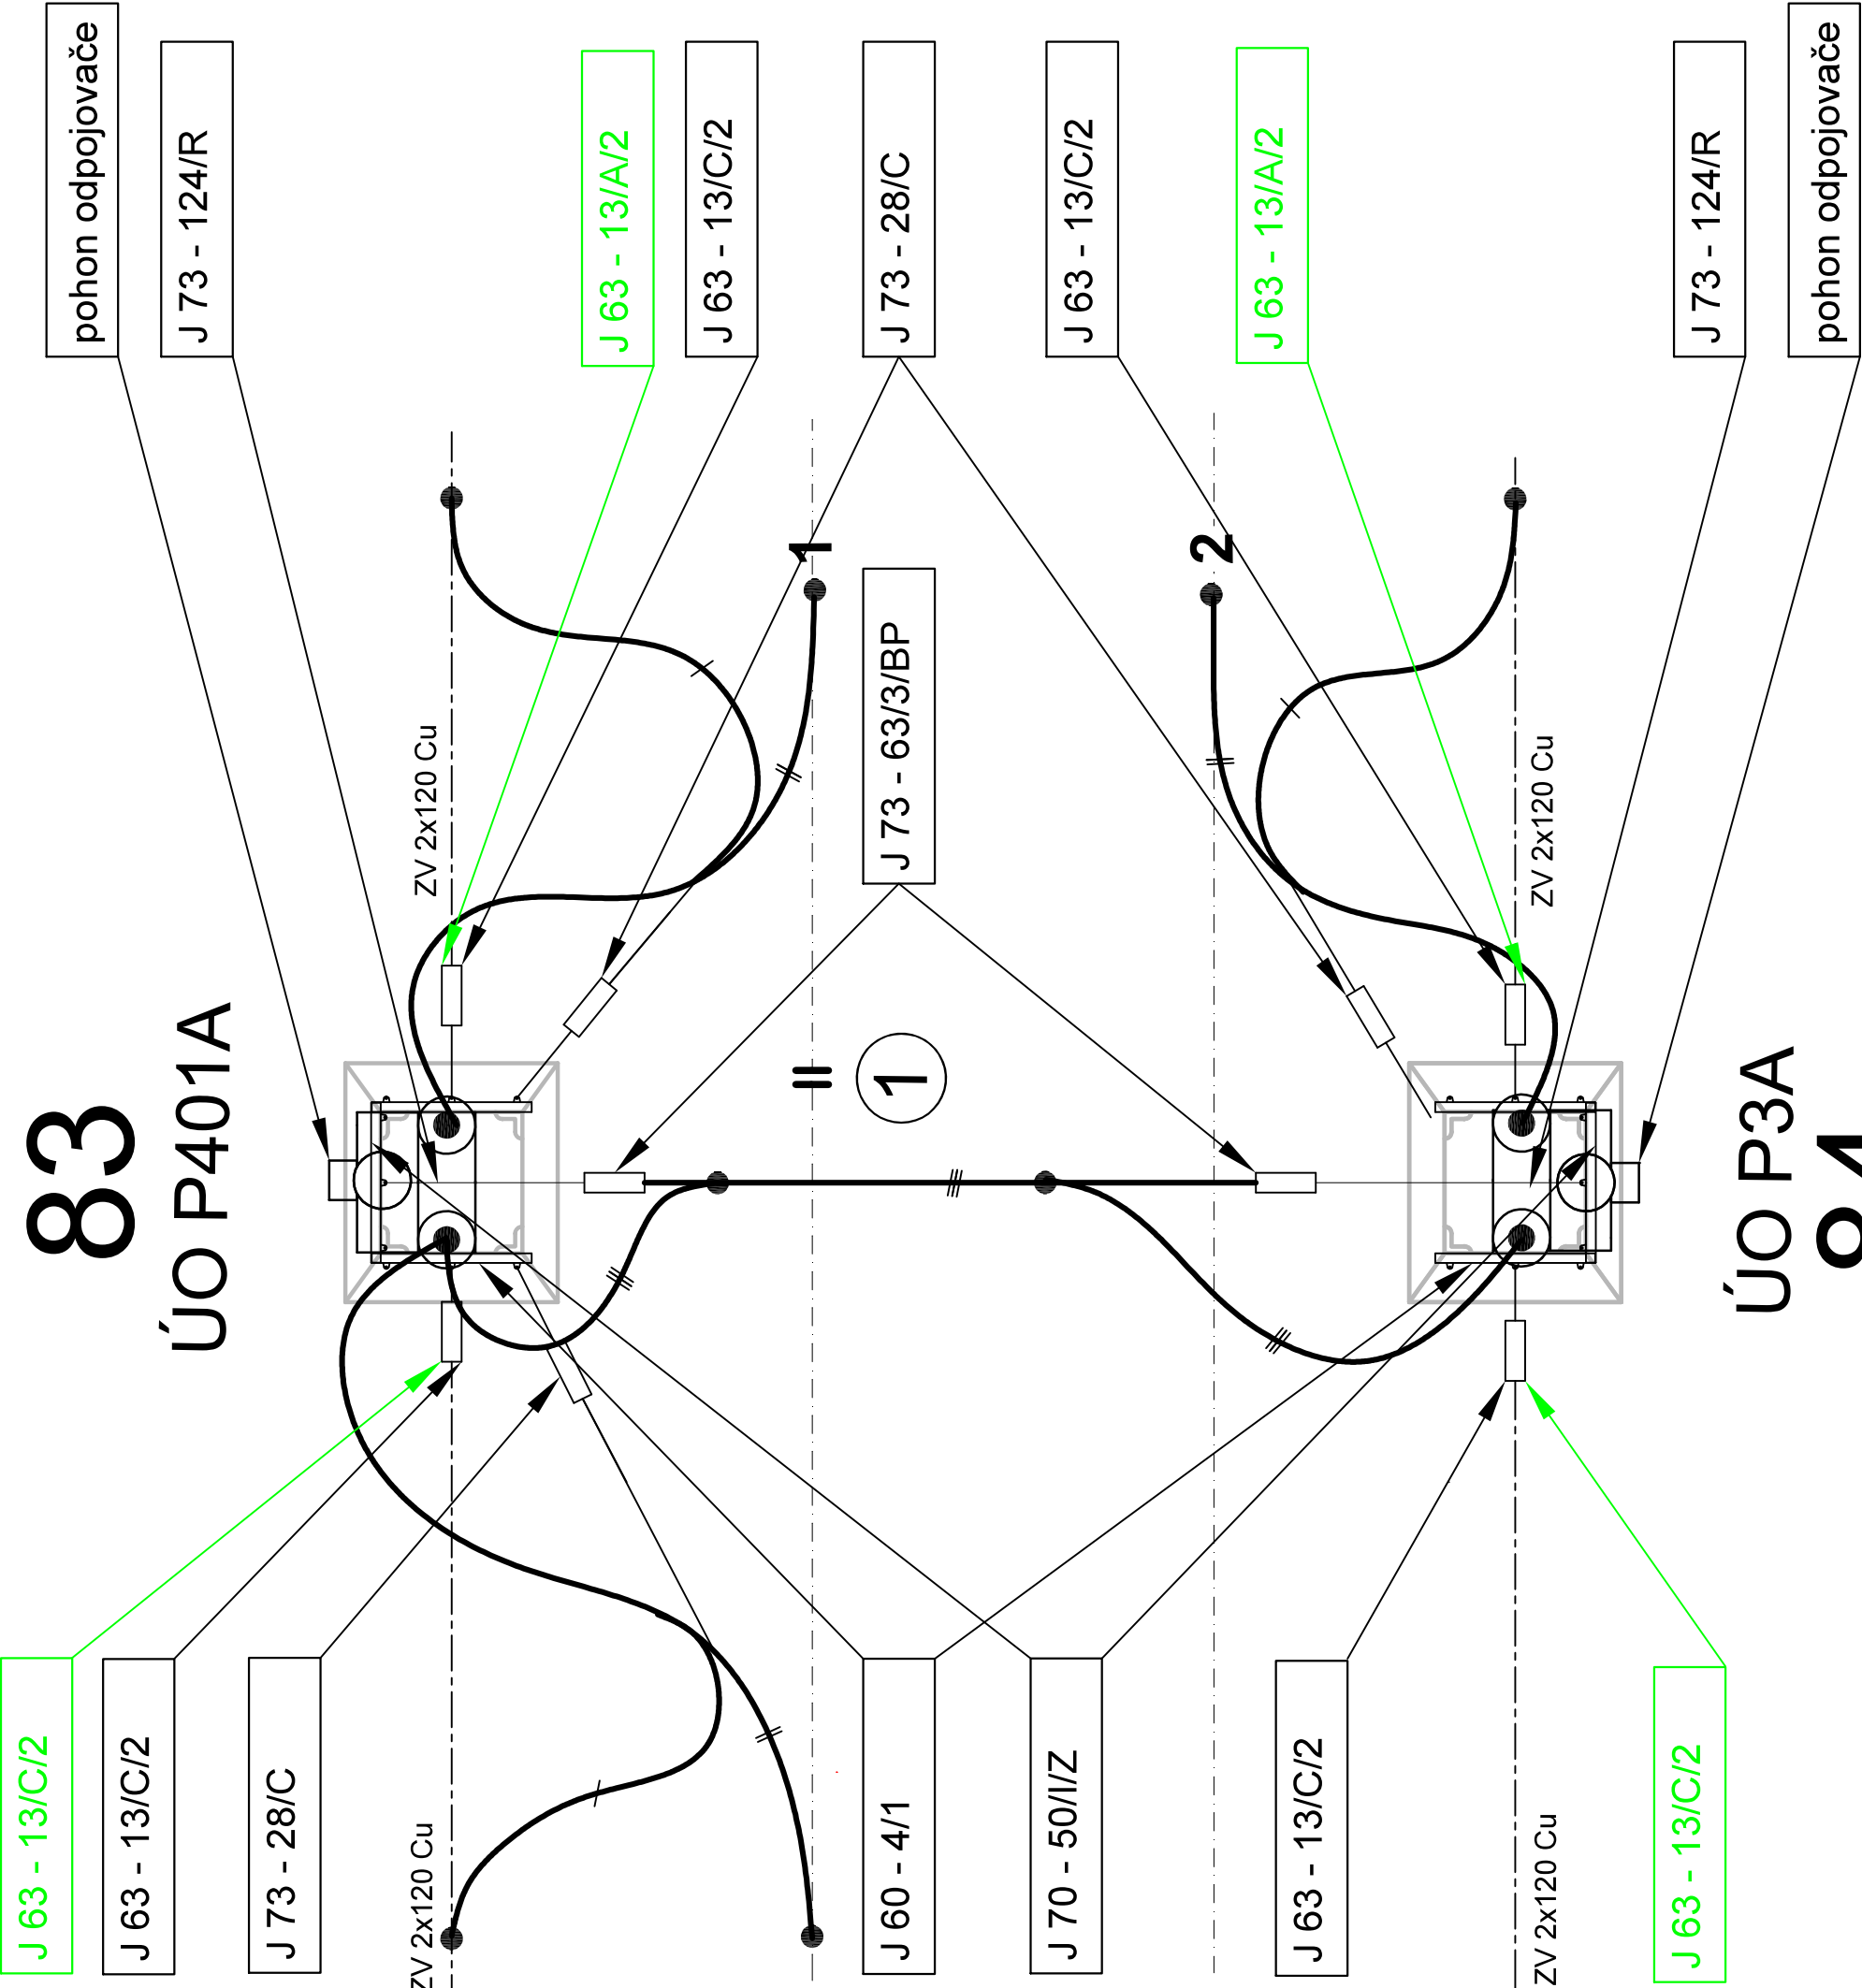 pohon odpojovače
J 73 - 124/R
J 63 - 13/A/2
J 63 - 13/C/2
J 73 - 28/C
J 63 - 13/C/2
J 63 - 13/A/2
J 73 - 124/R
pohon odpojovače
1
2
ZV 2x120 Cu
J 73 - 63/3/BP
ZV 2x120 Cu
83
ÚO P401A
1
ÚO P3A
J 63 - 13/C/2
J 63 - 13/C/2
J 73 - 28/C
ZV 2x120 Cu
J 60 - 4/1
J 70 - 50/I/Z
J 63 - 13/C/2
ZV 2x120 Cu
J 63 - 13/C/2